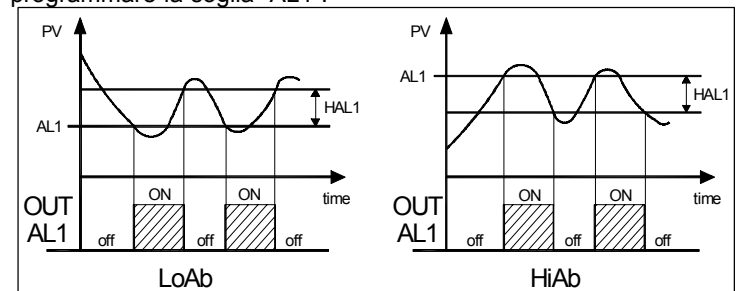 programmare la soglia "AL1".
PV
PV
AL1
HAL1
AL1
HAL1
ON
ON
time
ON
ON
time
OUT
AL1
off
off
off
OUT
AL1
off
off
off
LoAb
HiAb